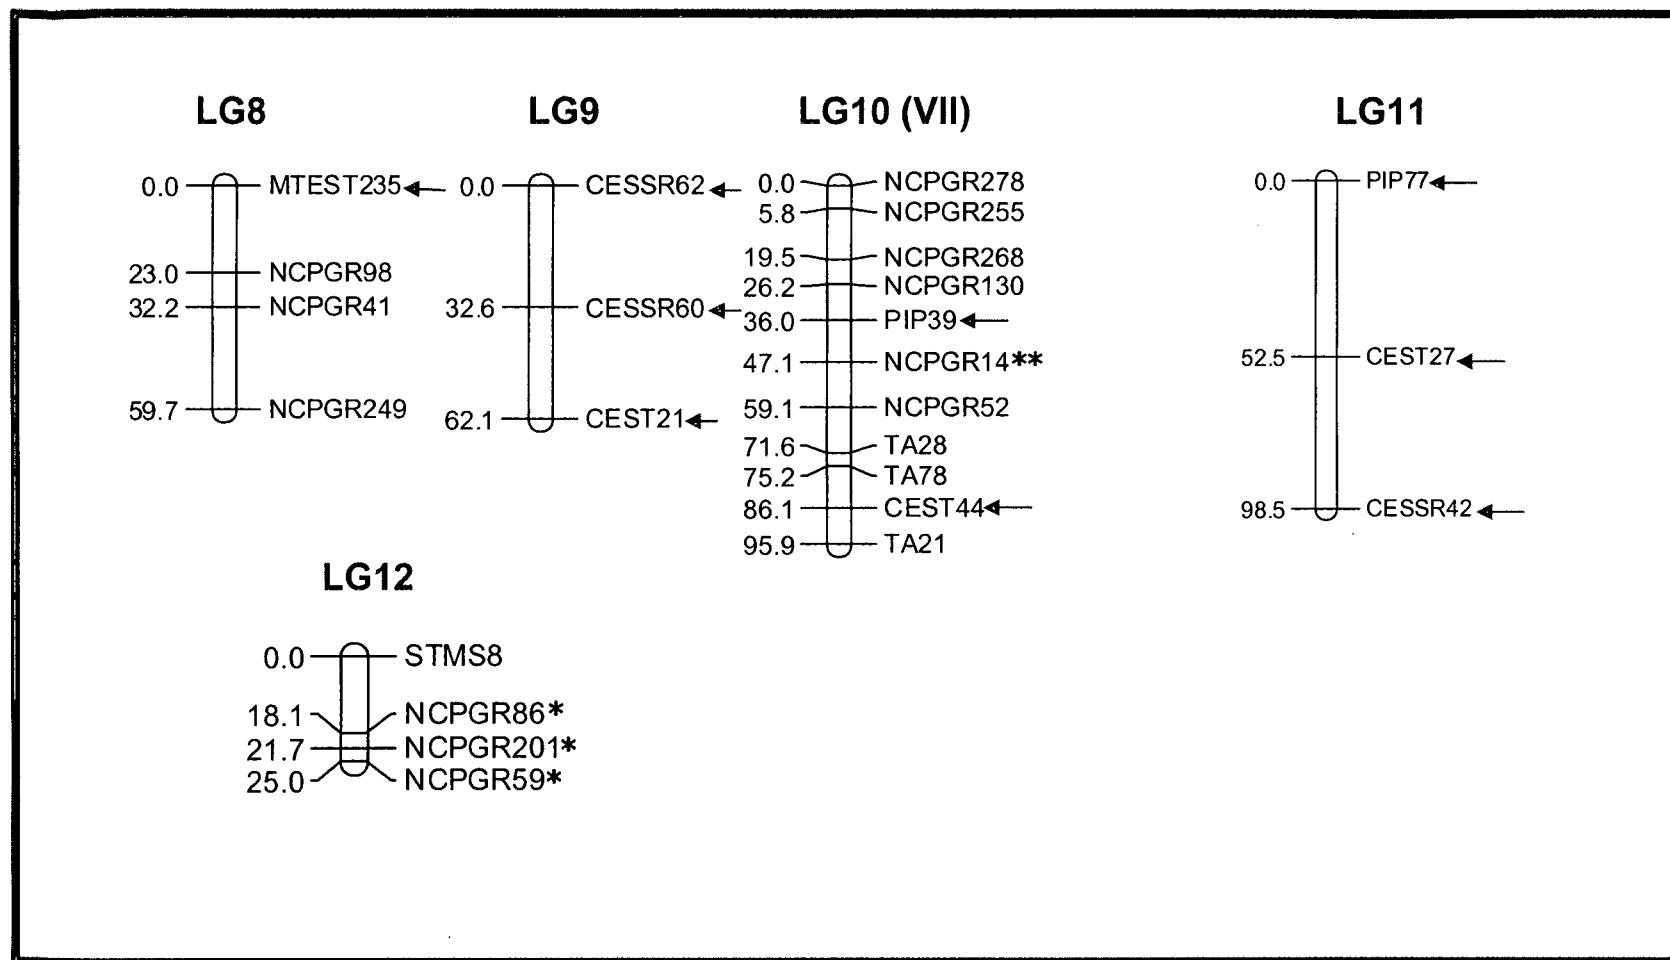 LG8
0.0 MTEST235
23.0 NCPGR98
32.2 NCPGR41
59.7 NCPGR249
LG9
0.0 CESSR62
32.6 CESSR60
62.1 CEST21
LG10 (VII)
0.0 NCPGR278
5.8 NCPGR255
19.5 NCPGR268
26.2 NCPGR130
36.0 PIP39
47.1 NCPGR14**
59.1 NCPGR52
71.6 TA28
75.2 TA78
86.1 CEST44
95.9 TA21
LG11
0.0 PIP77
52.5 CEST27
98.5 CESSR42
LG12
0.0 STMS8
18.1 NCPGR86*
21.7 NCPGR201*
25.0 NCPGR59*